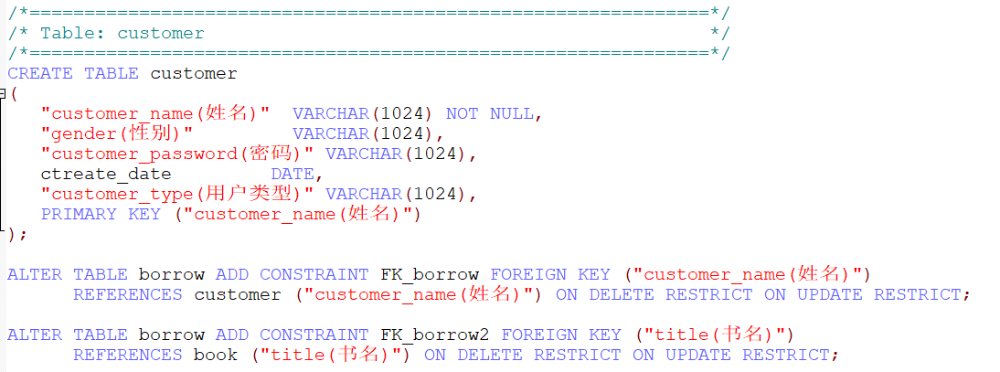 /*==============================================================*/
/* Table: customer                                              */
/*==============================================================*/
CREATE TABLE customer
(
   "customer_name(姓名)"  VARCHAR(1024) NOT NULL,
   "gender(性别)"         VARCHAR(1024),
   "customer_password(密码)" VARCHAR(1024),
   ctreate_date         DATE,
   "customer_type(用户类型)" VARCHAR(1024),
   PRIMARY KEY ("customer_name(姓名)")
);

ALTER TABLE borrow ADD CONSTRAINT FK_borrow FOREIGN KEY ("customer_name(姓名)")
      REFERENCES customer ("customer_name(姓名)") ON DELETE RESTRICT ON UPDATE RESTRICT;

ALTER TABLE borrow ADD CONSTRAINT FK_borrow2 FOREIGN KEY ("title(书名)")
      REFERENCES book ("title(书名)") ON DELETE RESTRICT ON UPDATE RESTRICT;